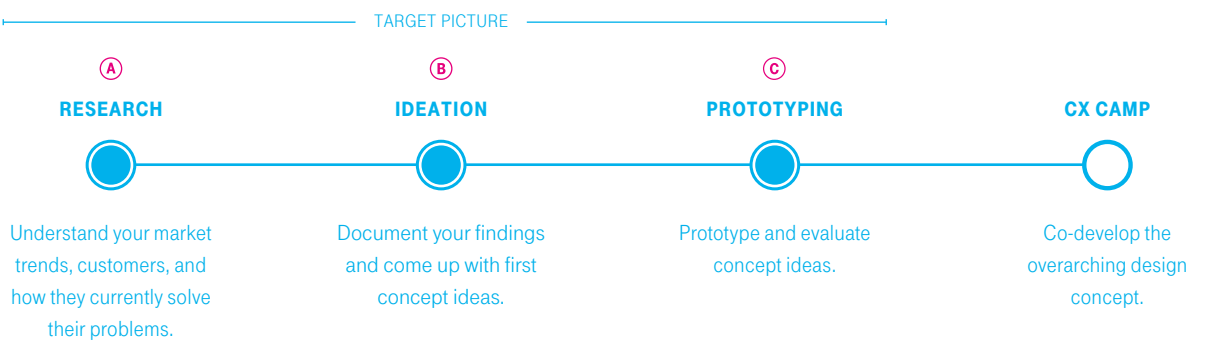 TARGET PICTURE
A
RESEARCH
Understand your market
trends, customers, and
how they currently solve
their problems.
B
IDEATION
Document your findings
and come up with first
concept ideas.
C
PROTOTYPING
Prototype and evaluate
concept ideas.
CX CAMP
Co-develop the
overarching design
concept.